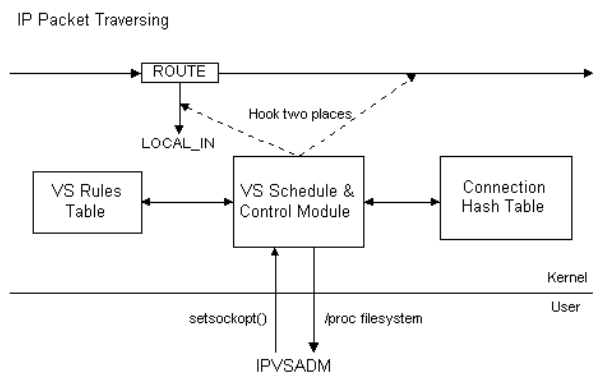 IP Packet Traversing
ROUTE
Hook two places
LOCAL_IN
VS Rules
Table
VS Schedule &
Control Module
Connection
Hash Table
Kernel
User
setsockopt()
/proc filesystem
IPVSADM